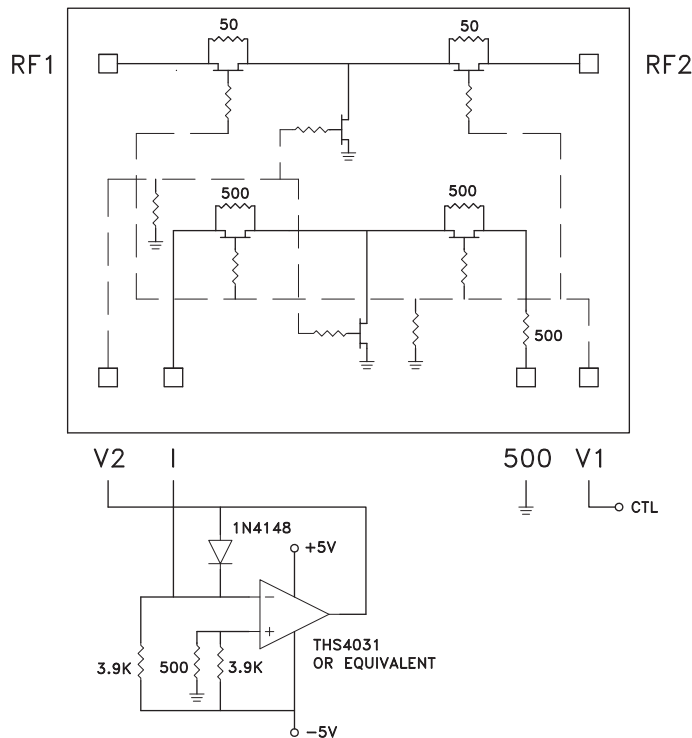 50
50
RF1
RF2
500
500
500
V2
I
500
V1
CTL
1N4148
+5V
−
+
THS4031
OR EQUIVALENT
3.9K
500
3.9K
−5V